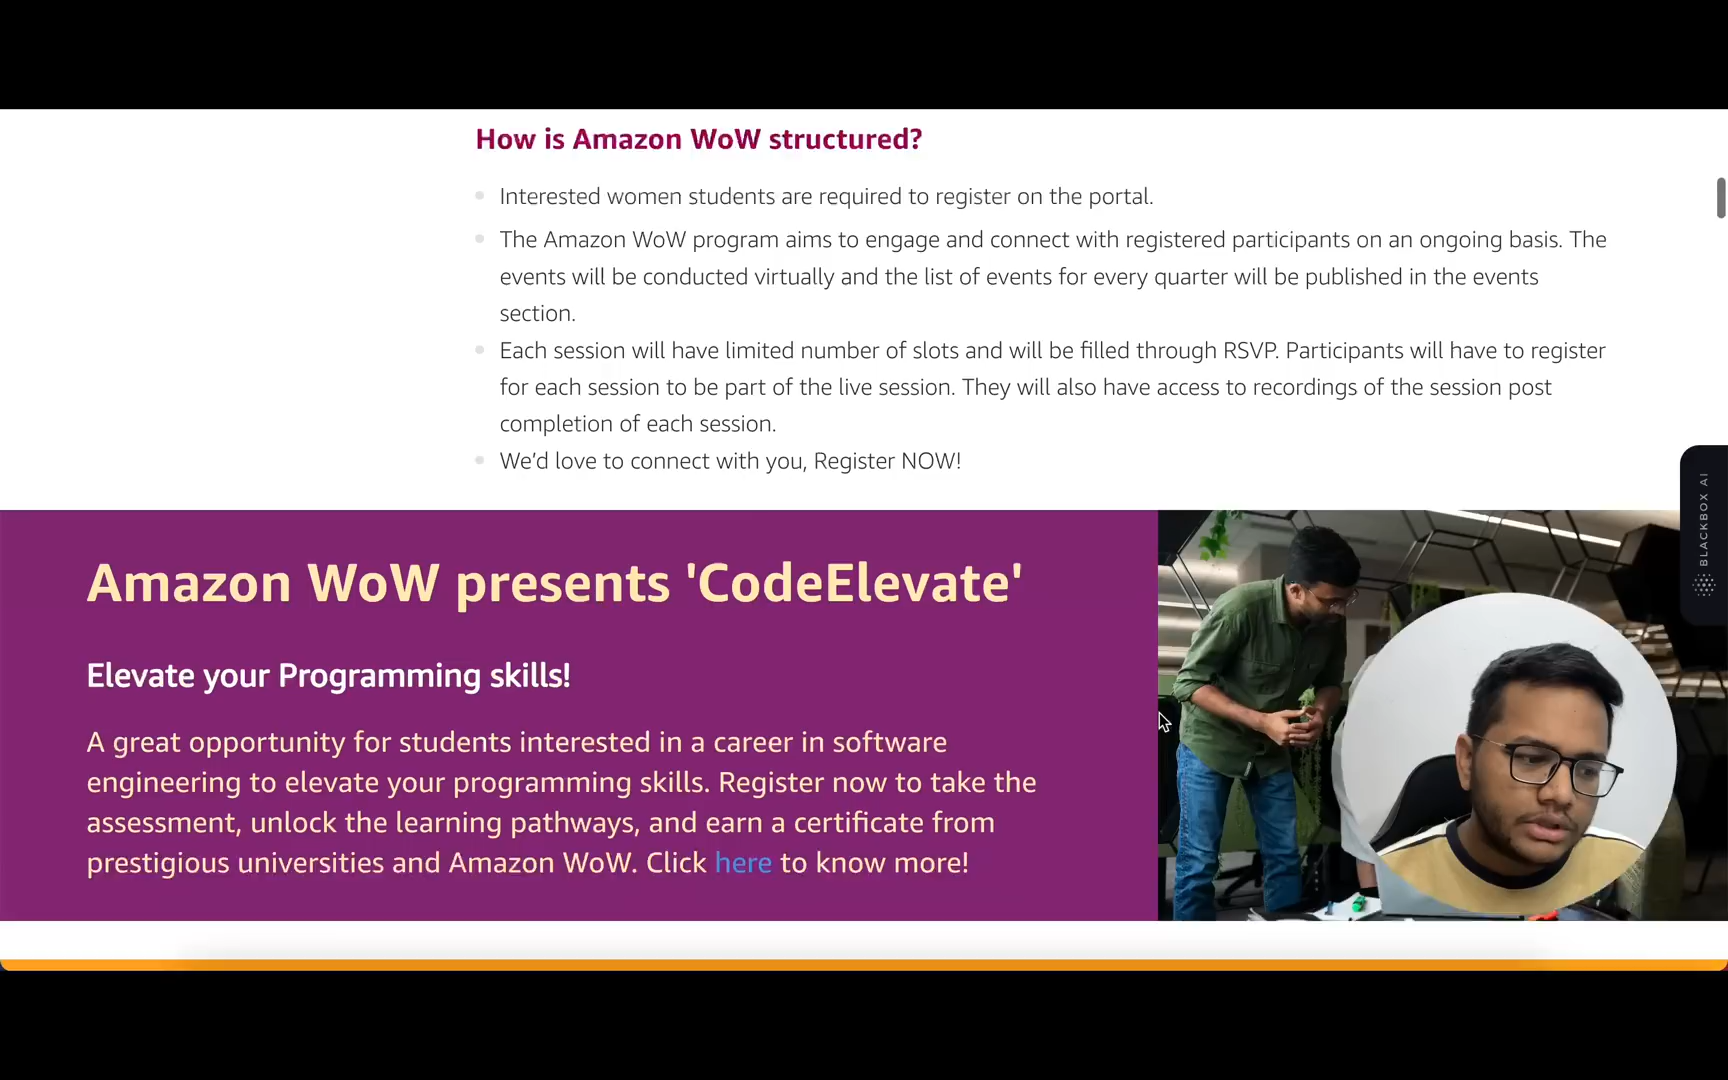 How is Amazon WoW structured?
Interested women students are required to register on the portal.
The Amazon WoW program aims to engage and connect with registered participants on an ongoing basis. The
events will be conducted virtually and the list of events for every quarter will be published in the events
section.
Each session will have limited number of slots and will be filled through RSVP. Participants will have to register
for each session to be part of the live session. They will also have access to recordings of the session post
completion of each session.
We’d love to connect with you, Register NOW!
BLACKBOX AI
Amazon WoW presents 'CodeElevate'
Elevate your Programming skills!
A great opportunity for students interested in a career in software
engineering to elevate your programming skills. Register now to take the
assessment, unlock the learning pathways, and earn a certificate from
prestigious universities and Amazon WoW. Click here to know more!